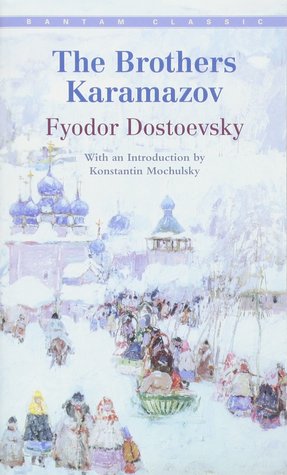 BANTAM CLASSIC
The Brothers
Karamazov
Fyodor Dostoevsky
With an Introduction by
Konstantin Mochulsky